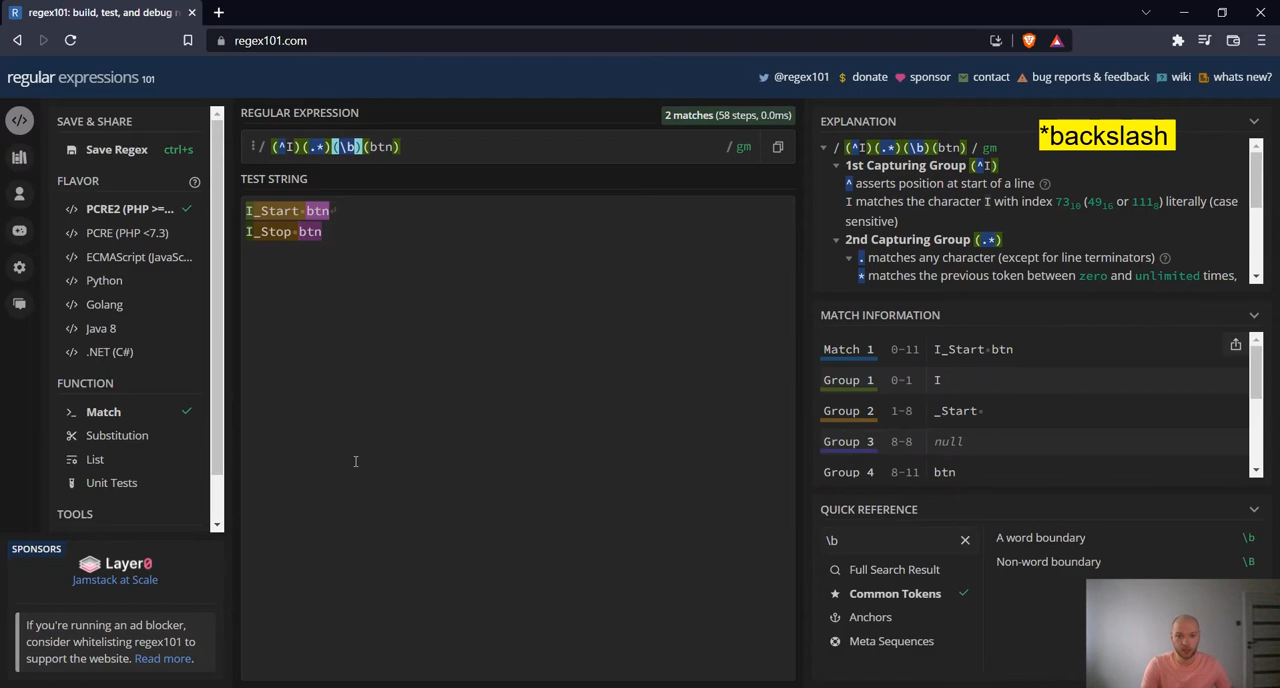 R regex101: build, test, and debug r
regex101.com
regular expressions 101
@regex101 $ donate sponsor contact bug reports & feedback wiki whats new?
SAVE & SHARE
Save Regex ctrl+s
FLAVOR
PCRE2 (PHP >=...
PCRE (PHP <7.3)
ECMAScript (JavaSc...
Python
Golang
Java 8
.NET (C#)
FUNCTION
Match
Substitution
List
Unit Tests
TOOLS
SPONSORS
Layer0
Jamstack at Scale
If you're running an ad blocker,
consider whitelisting regex101 to
support the website. Read more.
REGULAR EXPRESSION
2 matches (58 steps, 0.0ms)
/ (^I)(.*)(\b)(btn) / gm
TEST STRING
I_Start·btn
I_Stop·btn
EXPLANATION
*backslash
/ (^I)(.*)(\b)(btn) / gm
1st Capturing Group (^I)
^ asserts position at start of a line
I matches the character I with index 73₁₀ (49₁₆ or 111₈) literally (case
sensitive)
2nd Capturing Group (.*)
. matches any character (except for line terminators)
* matches the previous token between zero and unlimited times,
MATCH INFORMATION
Match 1 0-11 I_Start·btn
Group 1 0-1 I
Group 2 1-8 _Start·
Group 3 8-8 null
Group 4 8-11 btn
QUICK REFERENCE
\b
Full Search Result
Common Tokens
Anchors
Meta Sequences
A word boundary \b
Non-word boundary \B